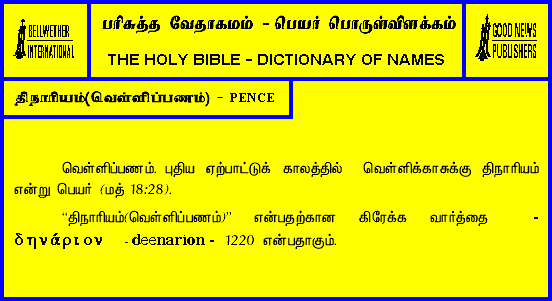 BELLWETHER
INTERNATIONAL
பரிசுத்த வேதாகமம் - பெயர் பொருள்விளக்கம்
THE HOLY BIBLE - DICTIONARY OF NAMES
GOOD NEWS
PUBLISHERS
திநாரியம்(வெள்ளிப்பணம்) - PENCE
வெள்ளிப்பணம். புதிய ஏற்பாட்டுக் காலத்தில் வெள்ளிக்காசுக்கு திநாரியம்
என்று பெயர் (மத் 18:28).
“திநாரியம்(வெள்ளிப்பணம்)” என்பதற்கான கிரேக்க வார்த்தை -
δηνάριον - deenarion - 1220 என்பதாகும்.